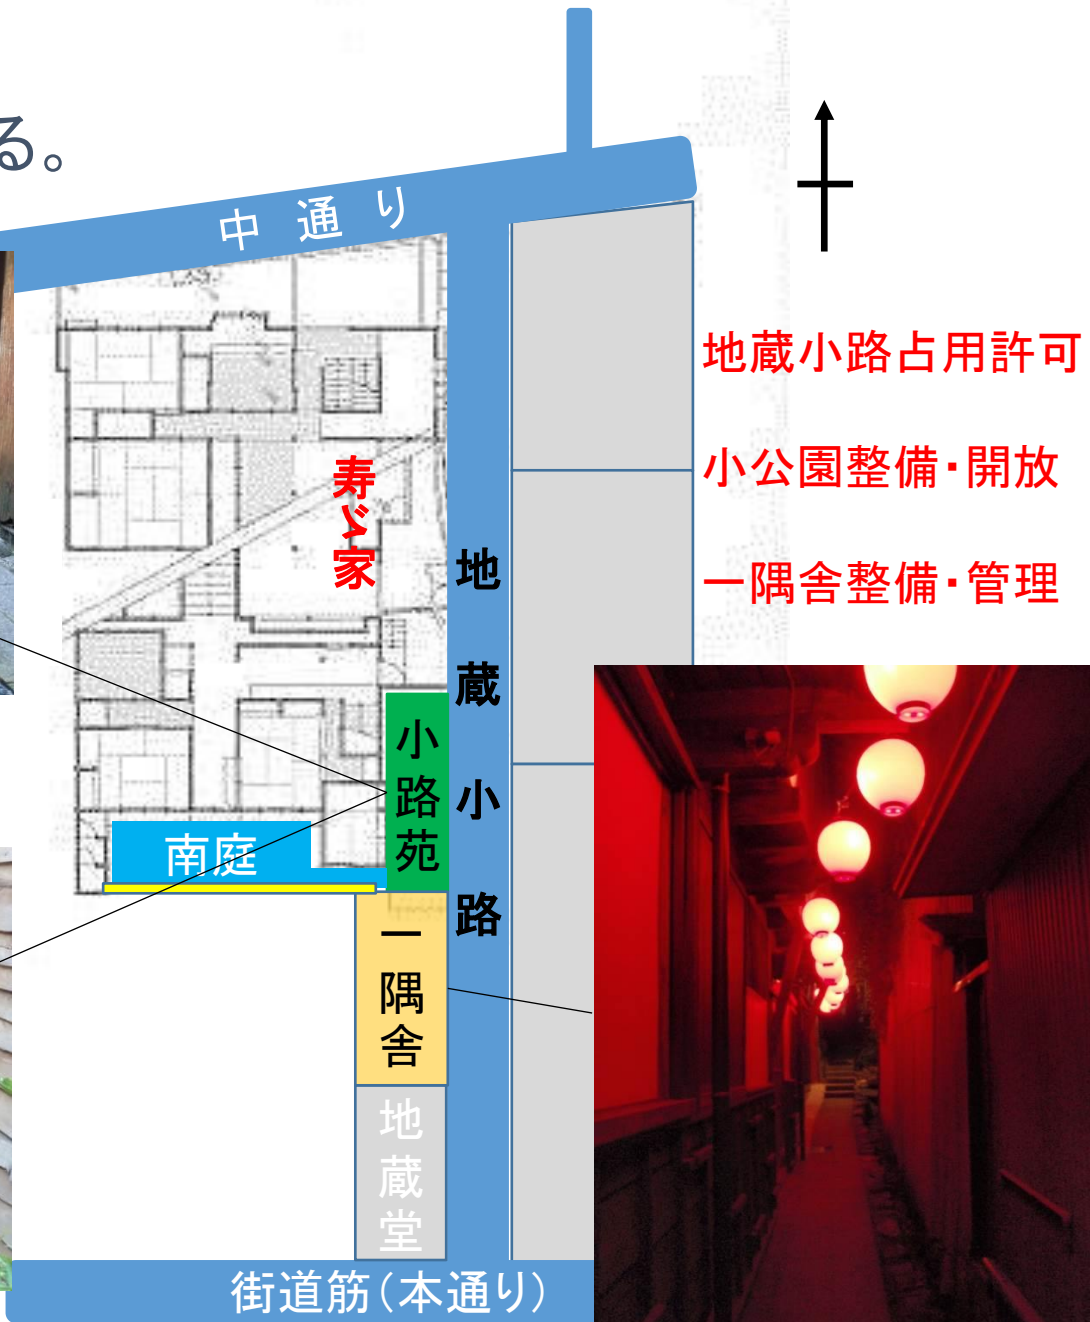 る。
中通り
地蔵小路占用許可
小公園整備・開放
一隅舎整備・管理
寿ゞ家
地蔵小路
小路苑
南庭
一隅舎
地蔵堂
街道筋（本通り）